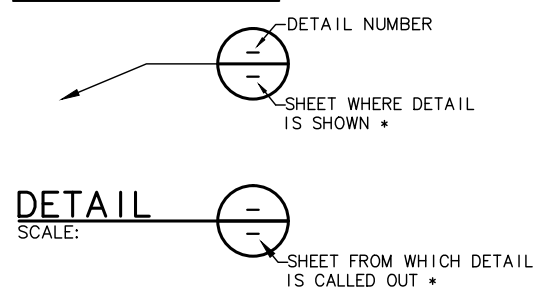 DETAIL NUMBER
–
–
SHEET WHERE DETAIL
IS SHOWN *
DETAIL
SCALE:
–
–
SHEET FROM WHICH DETAIL
IS CALLED OUT *